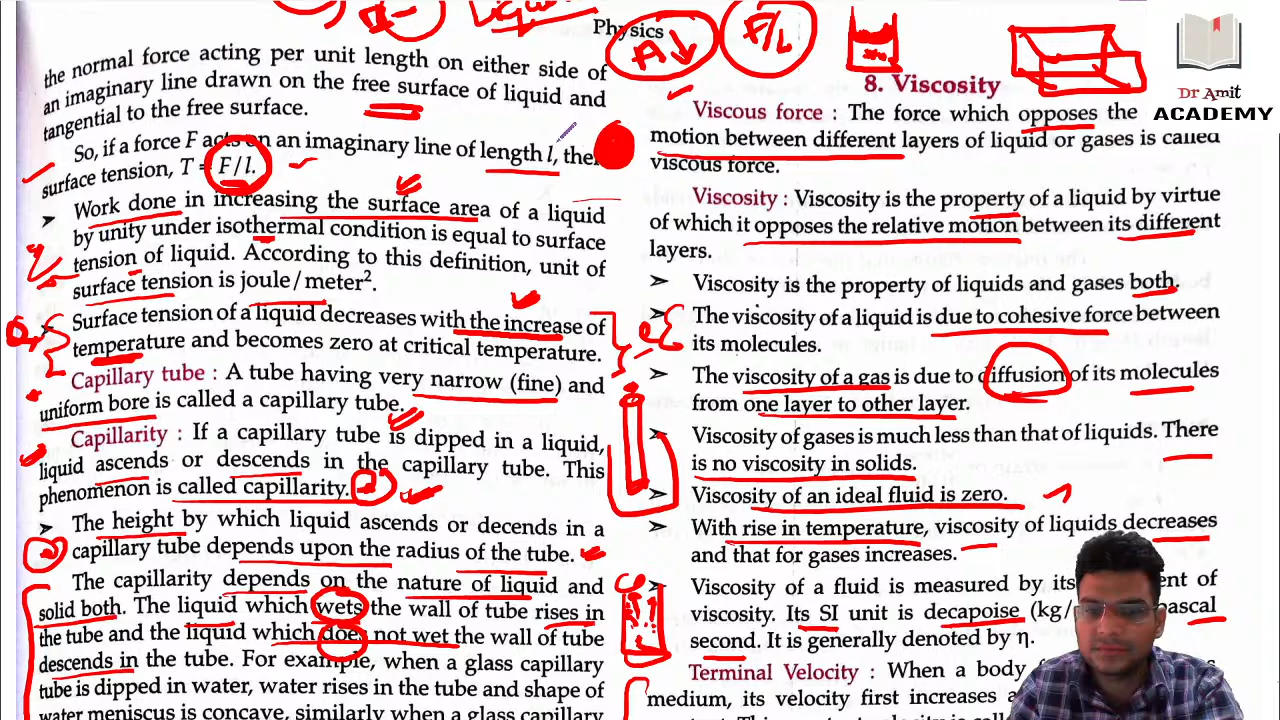 Physics
the normal force acting per unit length on either side of
an imaginary line drawn on the free surface of liquid and
tangential to the free surface.
So, if a force F acts on an imaginary line of length l, then
surface tension, T = F/l.
➤ Work done in increasing the surface area of a liquid
by unity under isothermal condition is equal to surface
tension of liquid. According to this definition, unit of
surface tension is joule/meter².
➤ Surface tension of a liquid decreases with the increase of
temperature and becomes zero at critical temperature.
Capillary tube : A tube having very narrow (fine) and
uniform bore is called a capillary tube.
Capillarity : If a capillary tube is dipped in a liquid,
liquid ascends or descends in the capillary tube. This
phenomenon is called capillarity.
➤ The height by which liquid ascends or decends in a
capillary tube depends upon the radius of the tube.
The capillarity depends on the nature of liquid and
solid both. The liquid which wets the wall of tube rises in
the tube and the liquid which does not wet the wall of tube
descends in the tube. For example, when a glass capillary
tube is dipped in water, water rises in the tube and shape of
water meniscus is concave, similarly when a glass capillary
A↓
F/L
8. Viscosity
Viscous force : The force which opposes the
motion between different layers of liquid or gases is called
viscous force.
Viscosity : Viscosity is the property of a liquid by virtue
of which it opposes the relative motion between its different
layers.
➤ Viscosity is the property of liquids and gases both.
➤ The viscosity of a liquid is due to cohesive force between
its molecules.
➤ The viscosity of a gas is due to diffusion of its molecules
from one layer to other layer.
➤ Viscosity of gases is much less than that of liquids. There
is no viscosity in solids.
➤ Viscosity of an ideal fluid is zero.
➤ With rise in temperature, viscosity of liquids decreases
and that for gases increases.
➤ Viscosity of a fluid is measured by its of
viscosity. Its SI unit is decapoise (kg/ pascal
second. It is generally denoted by η.
Terminal Velocity : When a body
medium, its velocity first increases
Dr Amit
ACADEMY